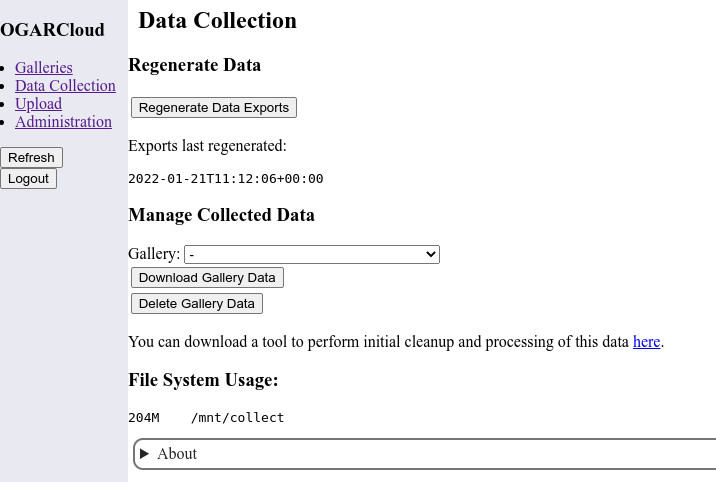 OGARCloud
Galleries
Data Collection
Upload
Administration
Refresh
Logout
Data Collection
Regenerate Data
Regenerate Data Exports
Exports last regenerated:
2022-01-21T11:12:06+00:00
Manage Collected Data
Gallery: -
Download Gallery Data
Delete Gallery Data
You can download a tool to perform initial cleanup and processing of this data here.
File System Usage:
204M    /mnt/collect
About